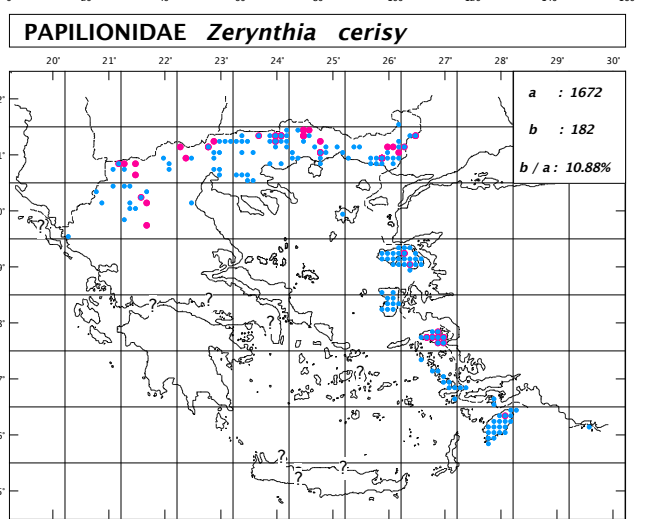 PAPILIONIDAE Zerynthia cerisy
20' 21' 22' 23' 24' 25' 26' 27' 28' 29' 30'
a : 1672
b : 182
b / a : 10.88%
?
? ?
?
?
?
? ?
?